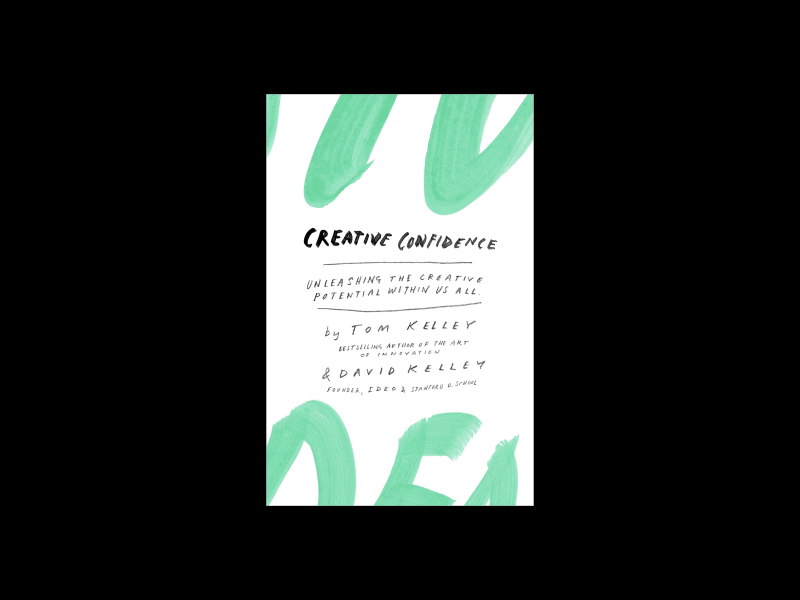 CREATIVE CONFIDENCE
UNLEASHING THE CREATIVE
POTENTIAL WITHIN US ALL.
by TOM KELLEY
BESTSELLING AUTHOR OF THE ART
OF INNOVATION
& DAVID KELLEY
FOUNDER, IDEO & STANFORD D.SCHOOL